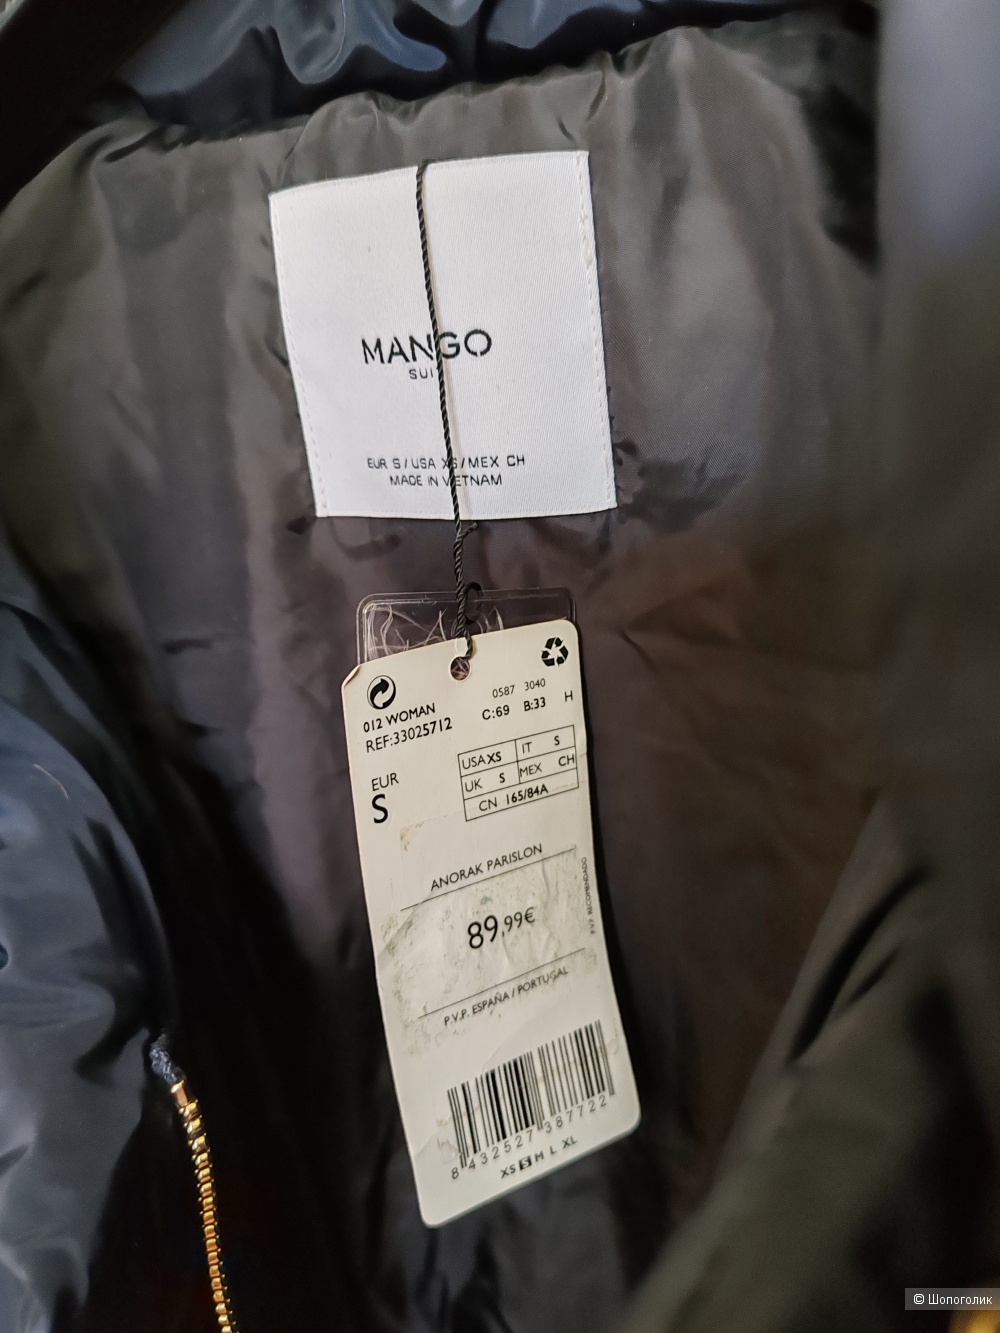 MANGO
SUIT
EUR S / USA XS / MEX CH
MADE IN VIETNAM
012 WOMAN
REF:33025712
0587 3040
C:69 B:33 H
EUR
S
USA XS IT S
UK S MEX CH
CN 165/84A
ANORAK PARISLON
89,99€
P.V.P. RECOMENDADO
P.V.P. ESPAÑA / PORTUGAL
8 432527 387722
XS S M L XL
© Шопоголик